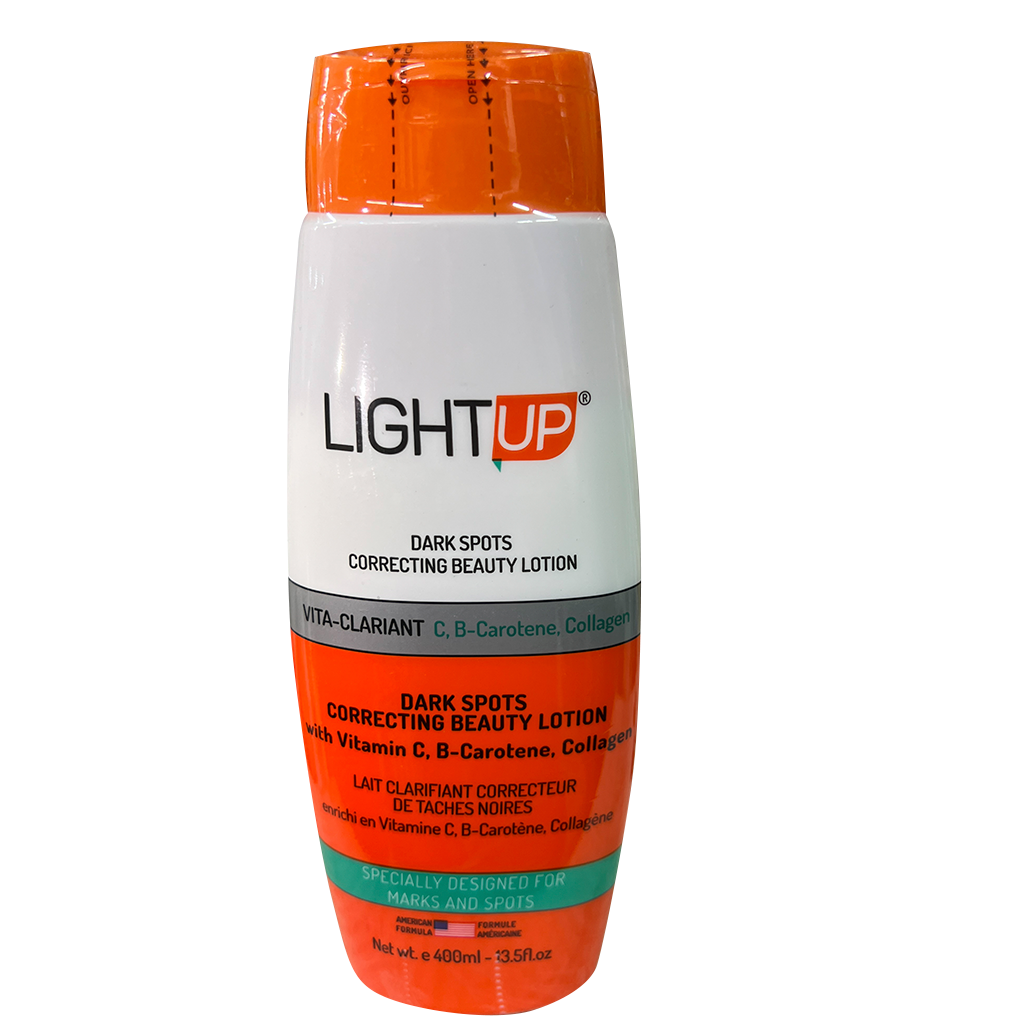 OPEN HERE
LIGHTUP®
DARK SPOTS
CORRECTING BEAUTY LOTION
VITA-CLARIANT C, B-Carotene, Collagen
DARK SPOTS
CORRECTING BEAUTY LOTION
with Vitamin C, B-Carotene, Collagen
LAIT CLARIFIANT CORRECTEUR
DE TACHES NOIRES
enrichi en Vitamine C, B-Carotène, Collagène
SPECIALLY DESIGNED FOR
MARKS AND SPOTS
AMERICAN FORMULE
FORMULA AMÉRICAINE
Net wt. e 400ml - 13.5fl.oz